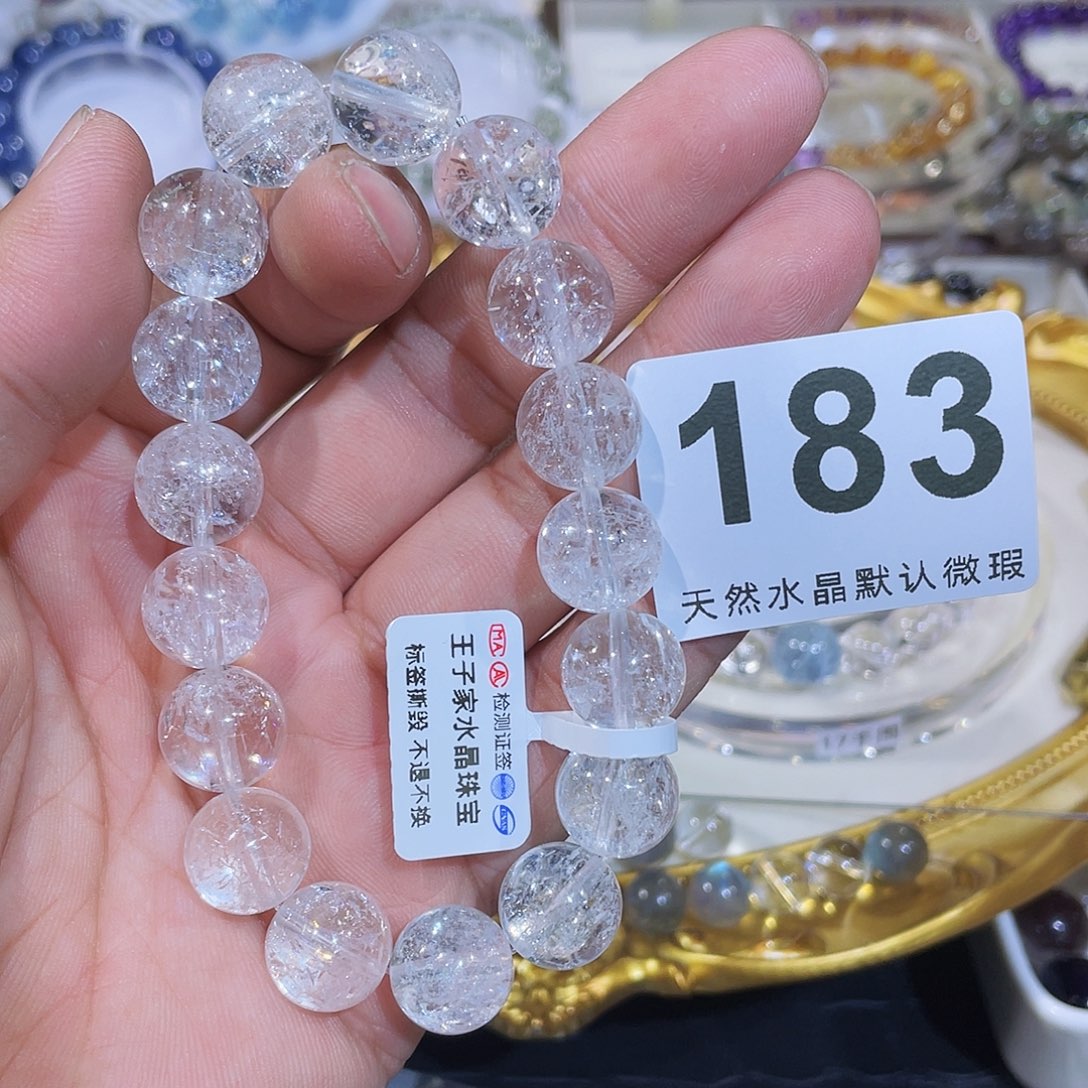 183
天然水晶默认微瑕
MA 检测证签
王子家水晶珠宝
标签撕毁 不退不换